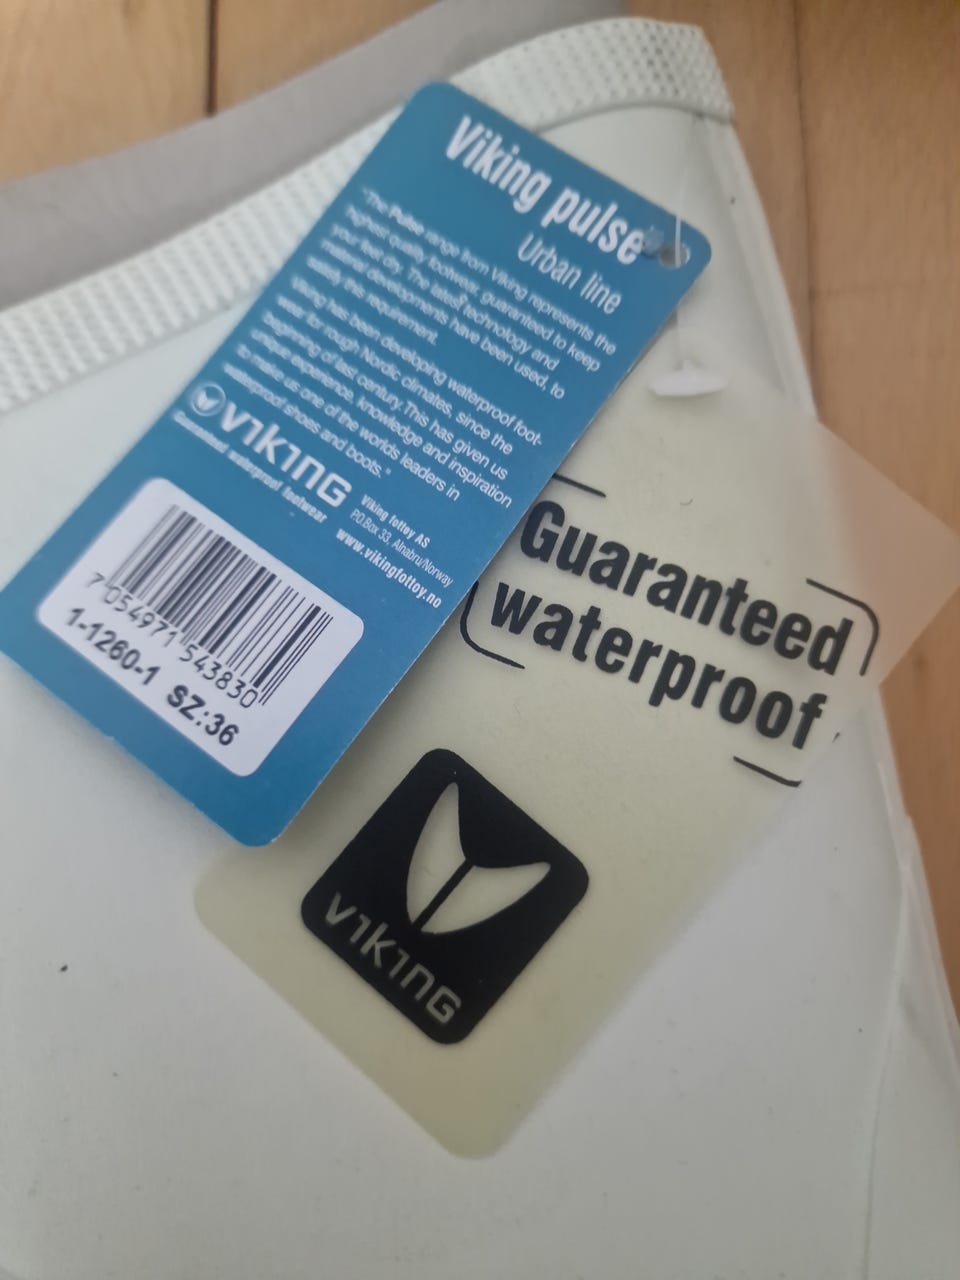 Viking pulse®
Urban line
"The Pulse range from Viking represents the
highest quality footwear, guaranteed to keep
your feet dry. The latest technology and
material developments have been used, to
satisfy this requirement.
Viking has been developing waterproof foot-
wear for rough Nordic climates, since the
beginning of last century. This has given us
unique experience, knowledge and inspiration
to make us one of the worlds leaders in
waterproof shoes and boots."
VIKING
Guaranteed waterproof footwear
Viking fottøy AS
P.O.Box 33, Alnabru/Norway
www.vikingfottoy.no
7 054971 543830
1-1260-1 SZ:36
Guaranteed
waterproof
VIKING